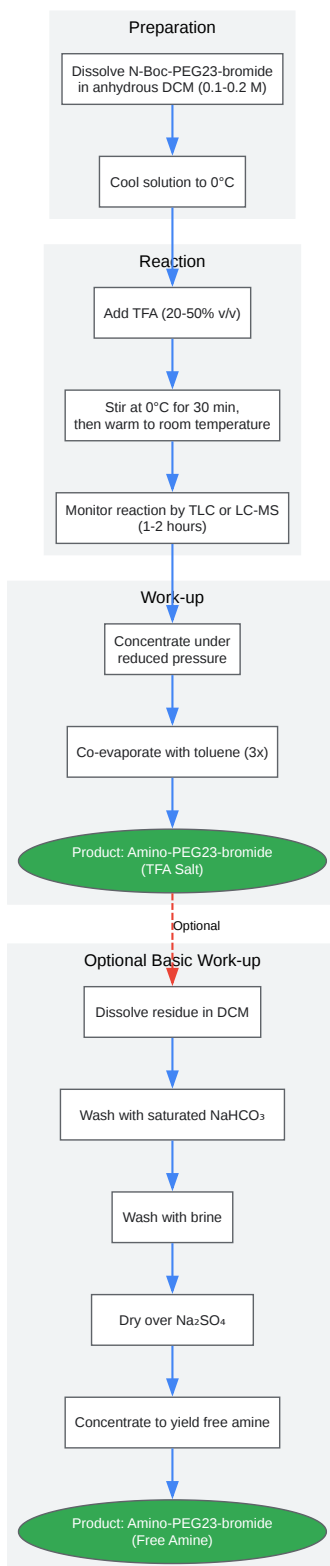 Preparation
Dissolve N-Boc-PEG23-bromide
in anhydrous DCM (0.1-0.2 M)
Cool solution to 0°C
Reaction
Add TFA (20-50% v/v)
Stir at 0°C for 30 min,
then warm to room temperature
Monitor reaction by TLC or LC-MS
(1-2 hours)
Work-up
Concentrate under
reduced pressure
Co-evaporate with toluene (3x)
Product: Amino-PEG23-bromide
(TFA Salt)
Optional
Optional Basic Work-up
Dissolve residue in DCM
Wash with saturated NaHCO₃
Wash with brine
Dry over Na₂SO₄
Concentrate to yield free amine
Product: Amino-PEG23-bromide
(Free Amine)